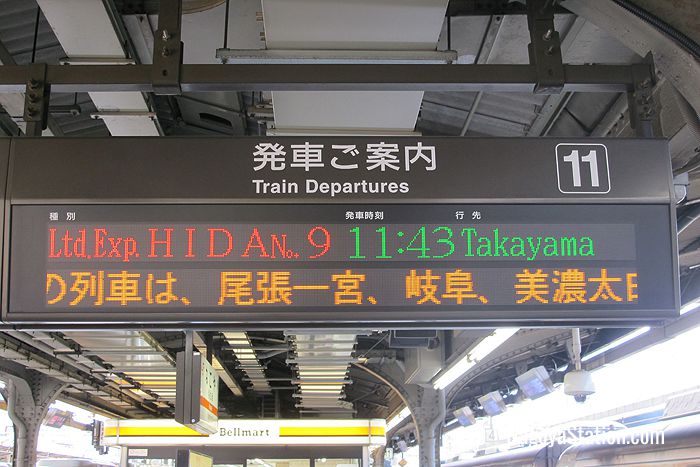 発車ご案内
Train Departures
11
種別 発車時刻 行先
Ltd.Exp. HIDA No. 9 11:43 Takayama
の列車は、尾張一宮、岐阜、美濃太
Bellmart